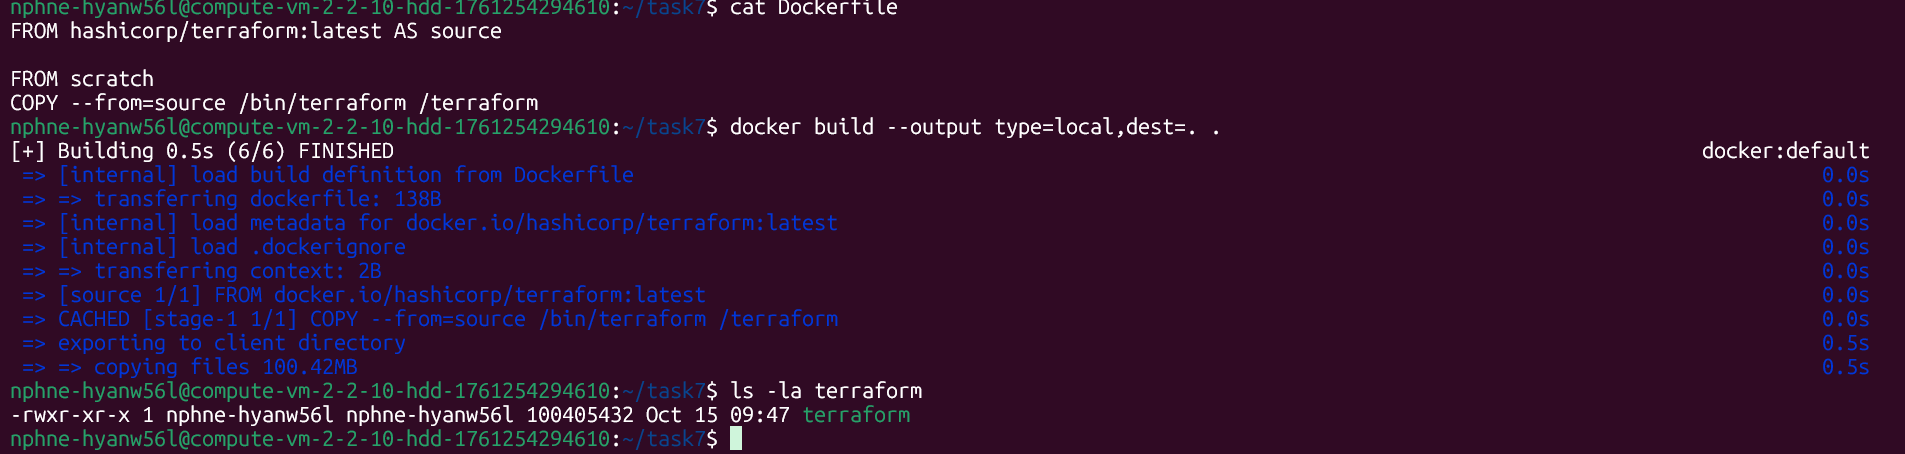 nphne-hyanw56l@compute-vm-2-2-10-hdd-1761254294610:~/task7$ cat Dockerfile
FROM hashicorp/terraform:latest AS source
FROM scratch
COPY --from=source /bin/terraform /terraform
nphne-hyanw56l@compute-vm-2-2-10-hdd-1761254294610:~/task7$ docker build --output type=local,dest=. .
[+] Building 0.5s (6/6) FINISHED docker:default
=> [internal] load build definition from Dockerfile 0.0s
=> => transferring dockerfile: 138B 0.0s
=> [internal] load metadata for docker.io/hashicorp/terraform:latest 0.0s
=> [internal] load .dockerignore 0.0s
=> => transferring context: 2B 0.0s
=> [source 1/1] FROM docker.io/hashicorp/terraform:latest 0.0s
=> CACHED [stage-1 1/1] COPY --from=source /bin/terraform /terraform 0.0s
=> exporting to client directory 0.5s
=> => copying files 100.42MB 0.5s
nphne-hyanw56l@compute-vm-2-2-10-hdd-1761254294610:~/task7$ ls -la terraform
-rwxr-xr-x 1 nphne-hyanw56l nphne-hyanw56l 100405432 Oct 15 09:47 terraform
nphne-hyanw56l@compute-vm-2-2-10-hdd-1761254294610:~/task7$